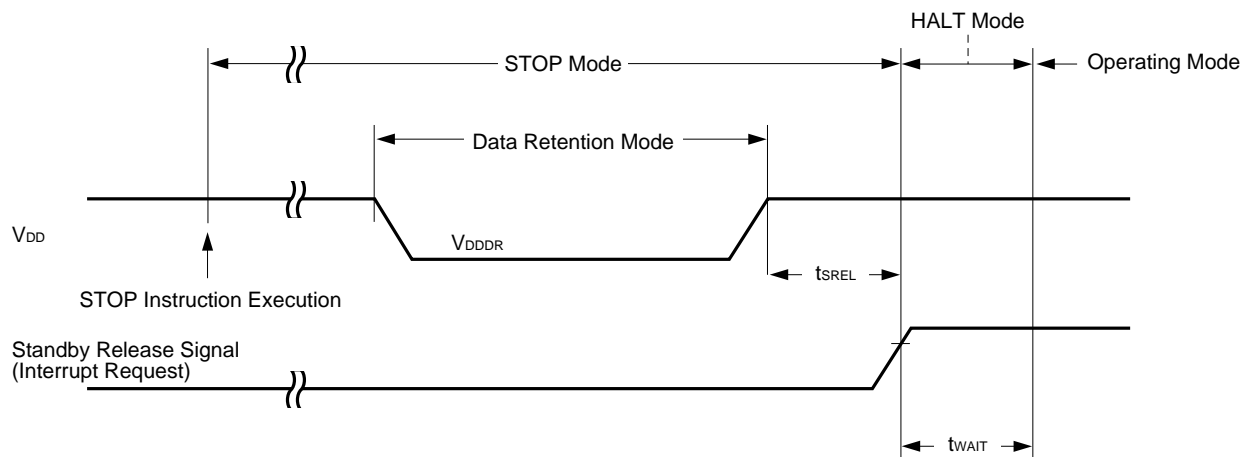 HALT Mode
STOP Mode
Operating Mode
Data Retention Mode
VDD
VDDDR
tSREL
STOP Instruction Execution
Standby Release Signal
(Interrupt Request)
tWAIT